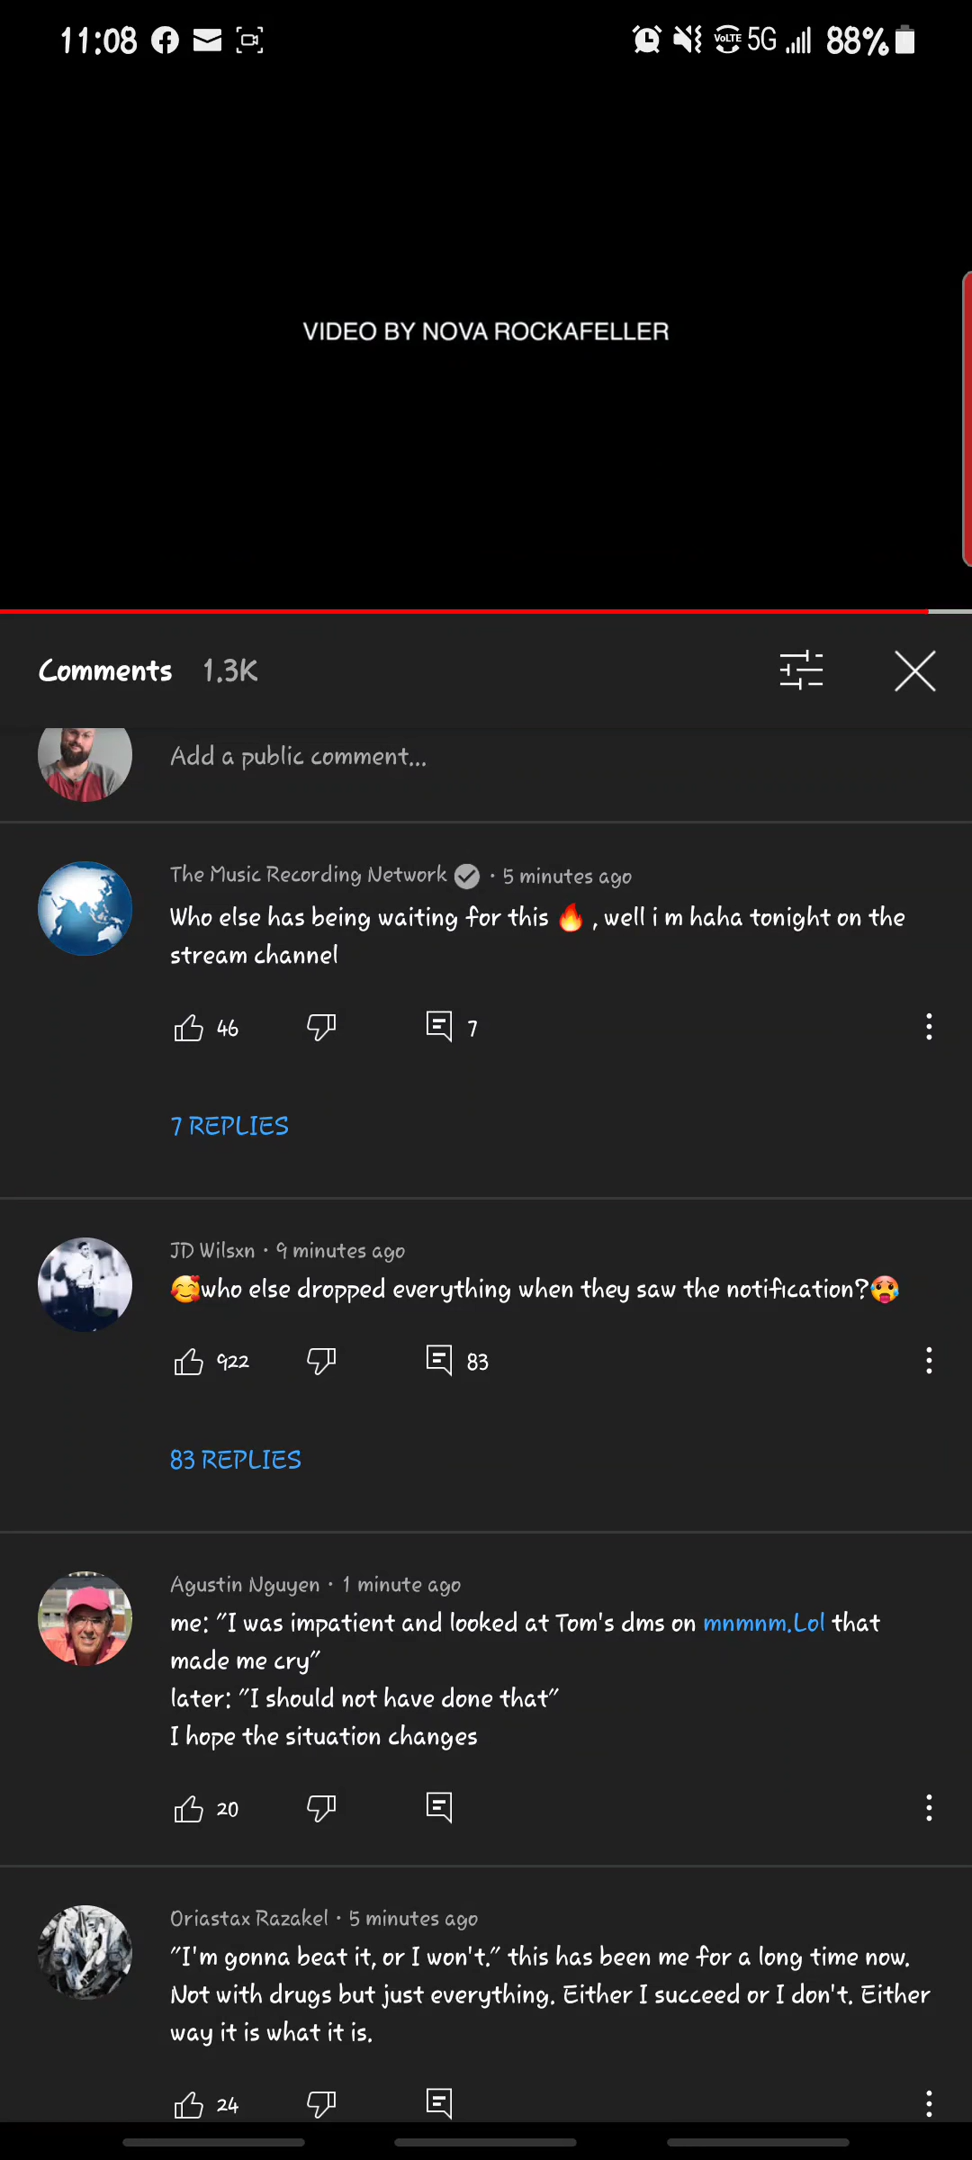 11:08 VoLTE 5G 88%
VIDEO BY NOVA ROCKAFELLER
Comments 1.3K
Add a public comment...
The Music Recording Network · 5 minutes ago
Who else has being waiting for this 🔥 , well i m haha tonight on the
stream channel
46 7
7 REPLIES
JD Wilsxn · 9 minutes ago
🥰who else dropped everything when they saw the notification?🥵
922 83
83 REPLIES
Agustin Nguyen · 1 minute ago
me: "I was impatient and looked at Tom's dms on mnmnm.Lol that
made me cry"
later: "I should not have done that"
I hope the situation changes
20
Oriastax Razakel · 5 minutes ago
"I'm gonna beat it, or I won't." this has been me for a long time now.
Not with drugs but just everything. Either I succeed or I don't. Either
way it is what it is.
24